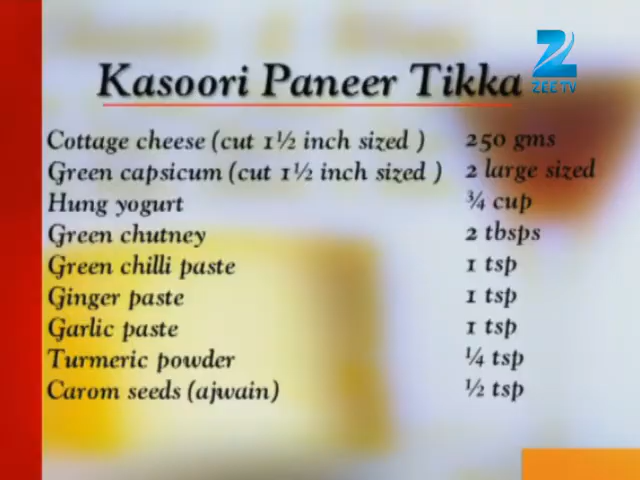 Kasoori Paneer Tikka
ZEE TV
Cottage cheese (cut 1½ inch sized ) 250 gms
Green capsicum (cut 1½ inch sized ) 2 large sized
Hung yogurt ¾ cup
Green chutney 2 tbsps
Green chilli paste 1 tsp
Ginger paste 1 tsp
Garlic paste 1 tsp
Turmeric powder ¼ tsp
Carom seeds (ajwain) ½ tsp